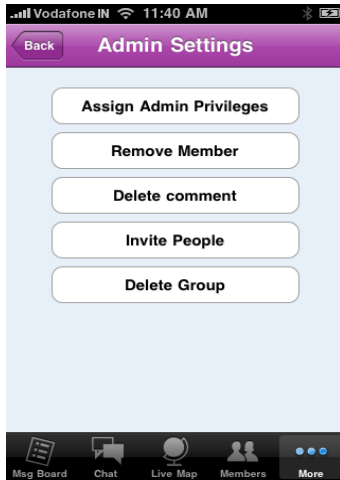 Vodafone IN 11:40 AM
Back Admin Settings
Assign Admin Privileges
Remove Member
Delete comment
Invite People
Delete Group
Msg Board Chat Live Map Members More